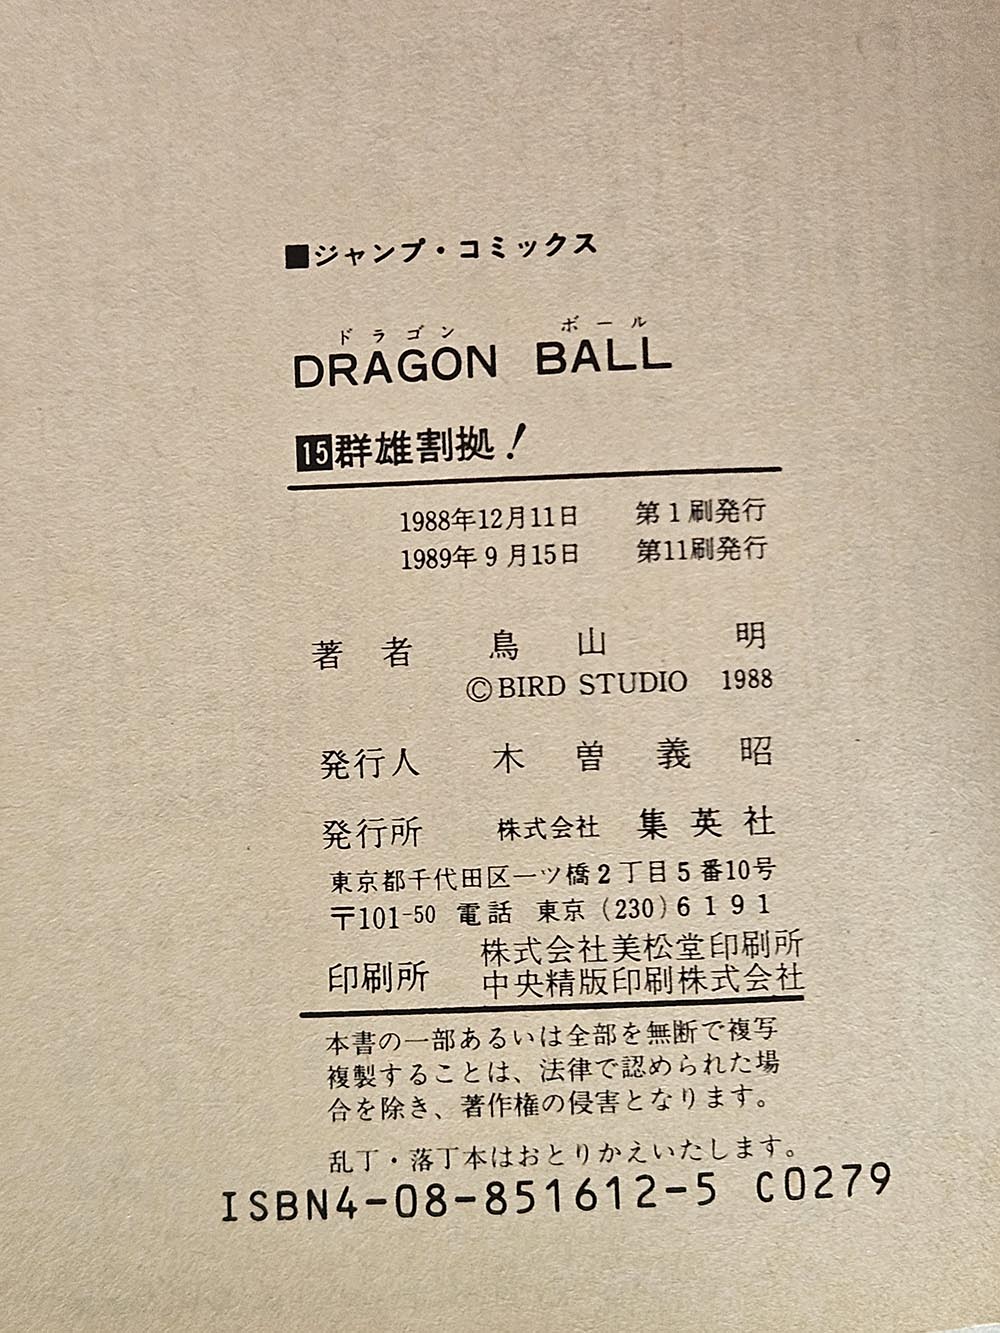 ■ジャンプ・コミックス
ドラゴン ボール
DRAGON BALL
15群雄割拠！
1988年12月11日 第1刷発行
1989年9月15日 第11刷発行
著者 鳥山明
©BIRD STUDIO 1988
発行人 木曽義昭
発行所 株式会社 集英社
東京都千代田区一ツ橋2丁目5番10号
〒101-50 電話 東京(230)6191
印刷所 株式会社美松堂印刷所
中央精版印刷株式会社
本書の一部あるいは全部を無断で複写
複製することは、法律で認められた場
合を除き、著作権の侵害となります。
乱丁・落丁本はおとりかえいたします。
ISBN4-08-851612-5 C0279